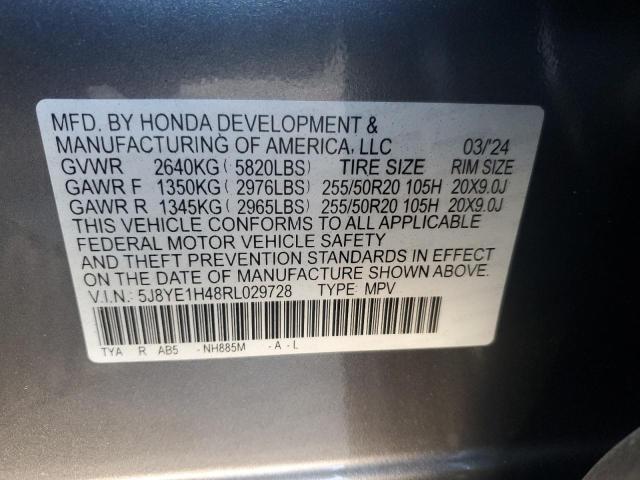 MFD. BY HONDA DEVELOPMENT &
MANUFACTURING OF AMERICA, LLC 03/'24
GVWR 2640KG( 5820LBS) TIRE SIZE RIM SIZE
GAWR F 1350KG( 2976LBS) 255/50R20 105H 20X9.0J
GAWR R 1345KG( 2965LBS) 255/50R20 105H 20X9.0J
THIS VEHICLE CONFORMS TO ALL APPLICABLE
FEDERAL MOTOR VEHICLE SAFETY
AND THEFT PREVENTION STANDARDS IN EFFECT
ON THE DATE OF MANUFACTURE SHOWN ABOVE.
V.I.N.: 5J8YE1H48RL029728 TYPE: MPV
TYA R AB5 -NH885M -A-L